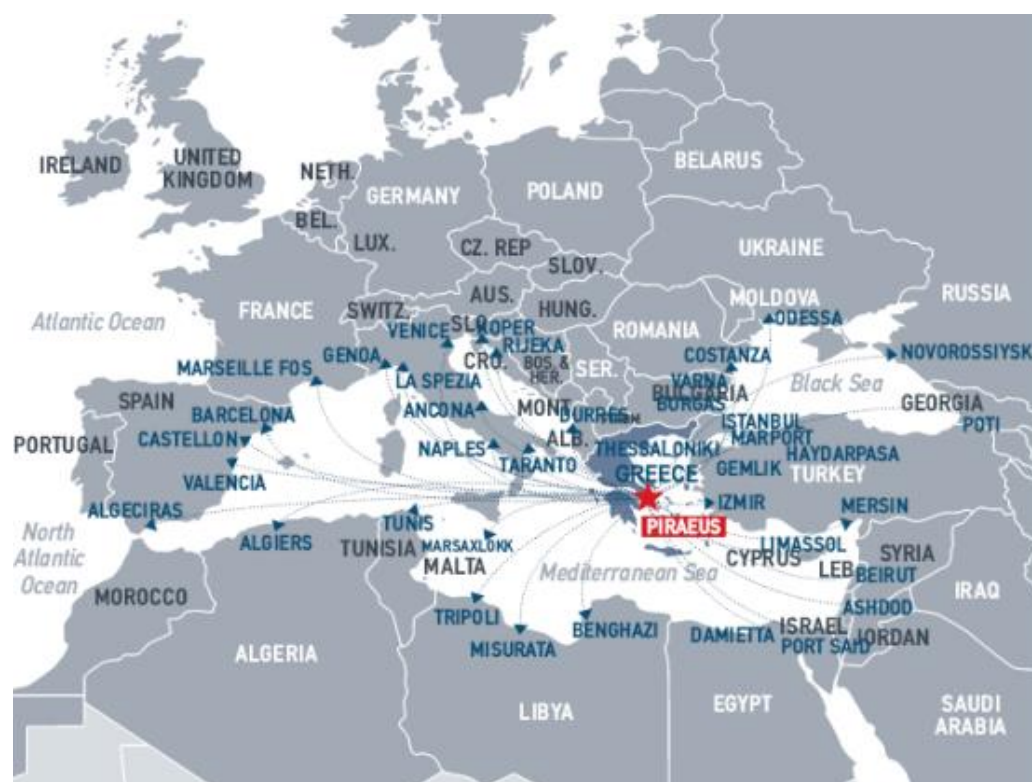 IRELAND
UNITED
KINGDOM
NETH.
BEL.
LUX.
GERMANY
POLAND
BELARUS
CZ. REP
SLOV.
UKRAINE
Atlantic Ocean
FRANCE
SWITZ.
AUS.
HUNG.
MOLDOVA
RUSSIA
ROMANIA
ODESSA
VENICE
SLO.
KOPER
RIJEKA
GENOA
CRO.
BOS. &
HER.
SER.
COSTANZA
NOVOROSSIYSK
MARSEILLE FOS
LA SPEZIA
VARNA
BULGARIA
BURGAS
Black Sea
SPAIN
BARCELONA
ANCONA
MONT.
DURRES
ISTANBUL
GEORGIA
PORTUGAL
CASTELLON
NAPLES
ALB.
THESSALONIKI
MARPORT
POTI
TARANTO
HAYDARPASA
VALENCIA
GREECE
GEMLIK
TURKEY
ALGECIRAS
IZMIR
MERSIN
North
Atlantic
Ocean
ALGIERS
TUNIS
TUNISIA
MARSAXLOKK
MALTA
PIRAEUS
LIMASSOL
CYPRUS
SYRIA
Mediterranean Sea
LEB.
BEIRUT
IRAQ
MOROCCO
TRIPOLI
ASHDOD
MISURATA
BENGHAZI
DAMIETTA
ISRAEL
PORT SAID
JORDAN
ALGERIA
LIBYA
EGYPT
SAUDI
ARABIA